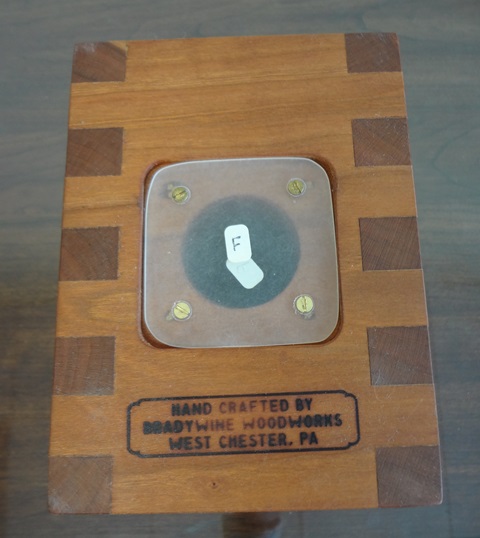 F
HAND CRAFTED BY
BRADYWINE WOODWORKS
WEST CHESTER, PA